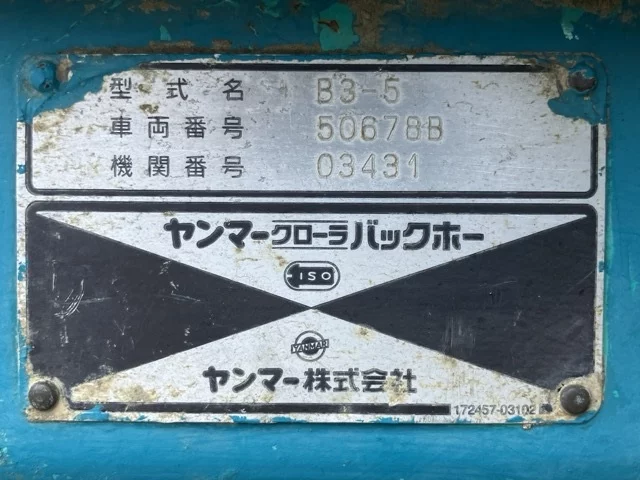 型式名 B3-5
車両番号 50678B
機関番号 03431
ヤンマークローラバックホー
ISO
YANMAR
ヤンマー株式会社
172457-03102